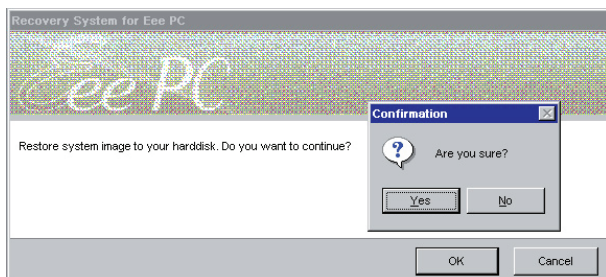 Recovery System for Eee PC
Eee PC
Confirmation
Restore system image to your harddisk. Do you want to continue?
Are you sure?
Yes
No
OK
Cancel